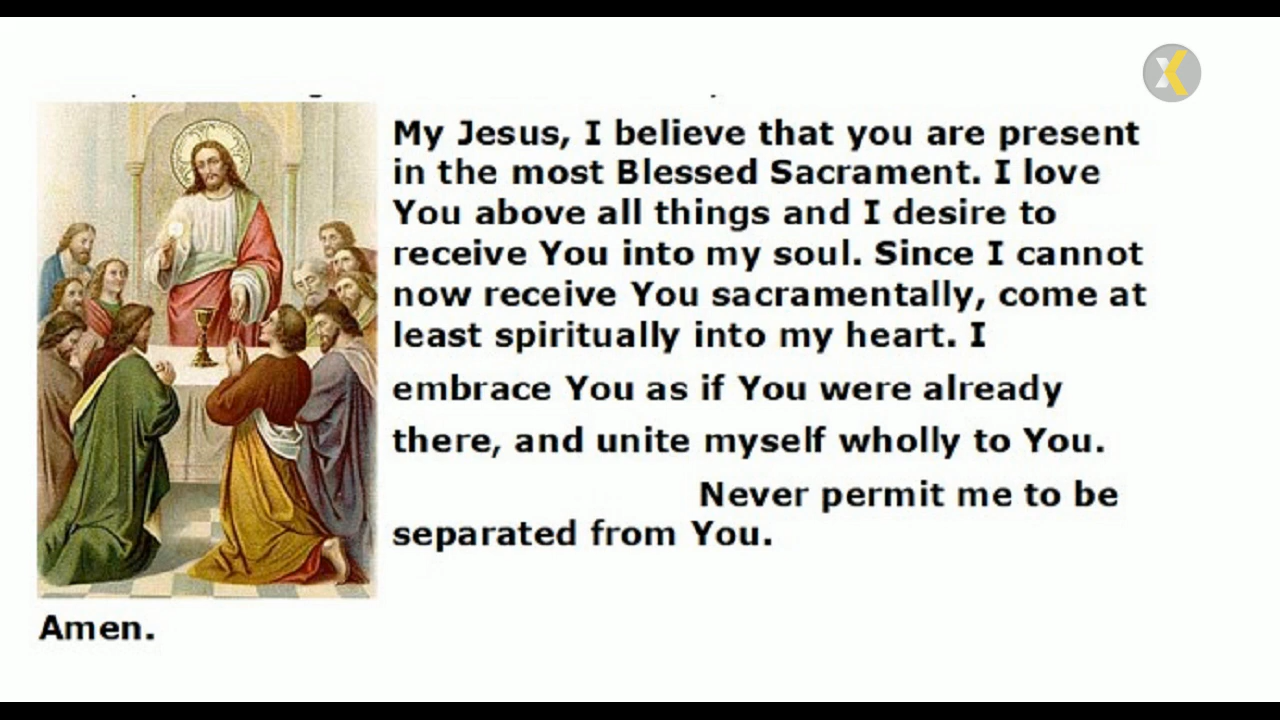 My Jesus, I believe that you are present
in the most Blessed Sacrament. I love
You above all things and I desire to
receive You into my soul. Since I cannot
now receive You sacramentally, come at
least spiritually into my heart. I
embrace You as if You were already
there, and unite myself wholly to You.
Never permit me to be
separated from You.
Amen.